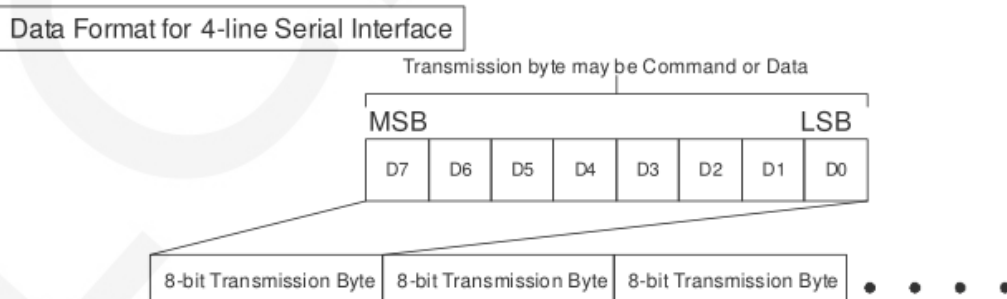 Data Format for 4-line Serial Interface
Transmission byte may be Command or Data
MSB LSB
D7 D6 D5 D4 D3 D2 D1 D0
8-bit Transmission Byte 8-bit Transmission Byte 8-bit Transmission Byte